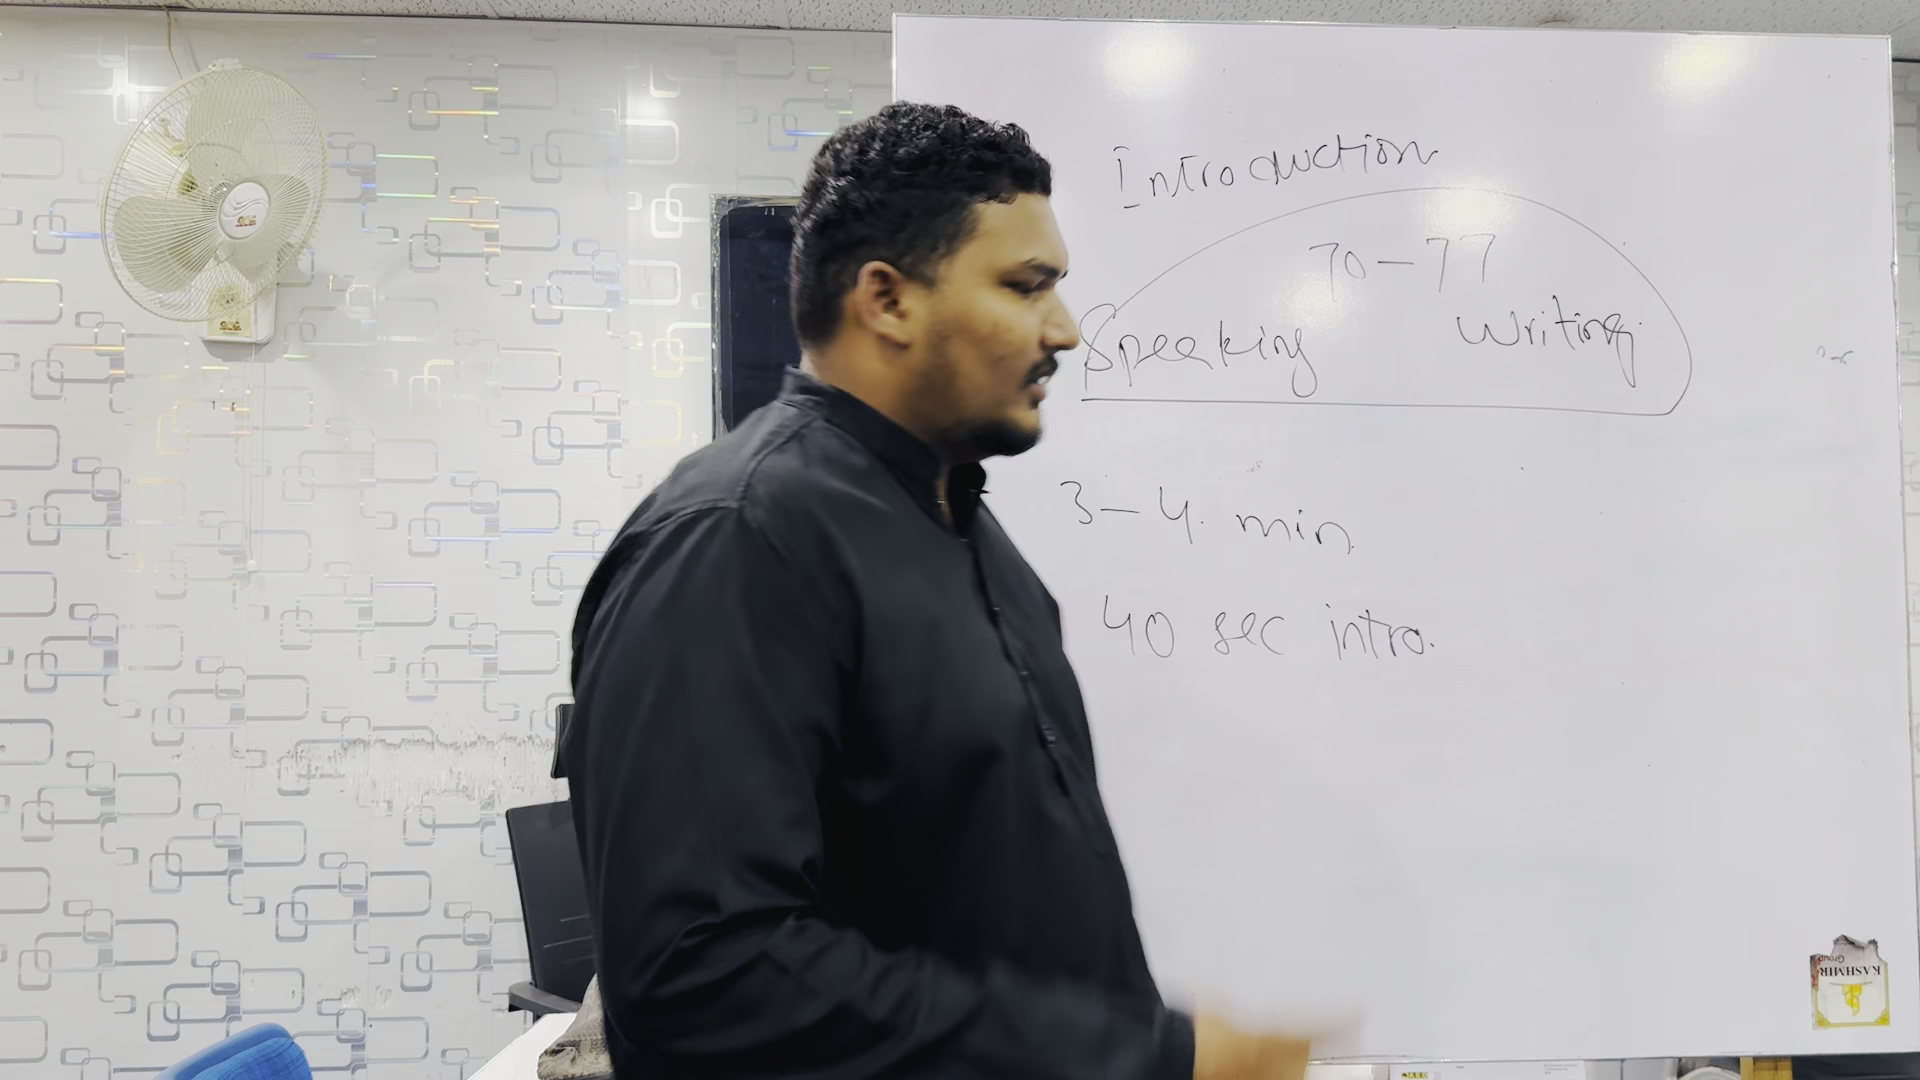 Introduction
70-77
Speaking Writing.
3-4. min
40 sec intro.
KASHMIR
Group